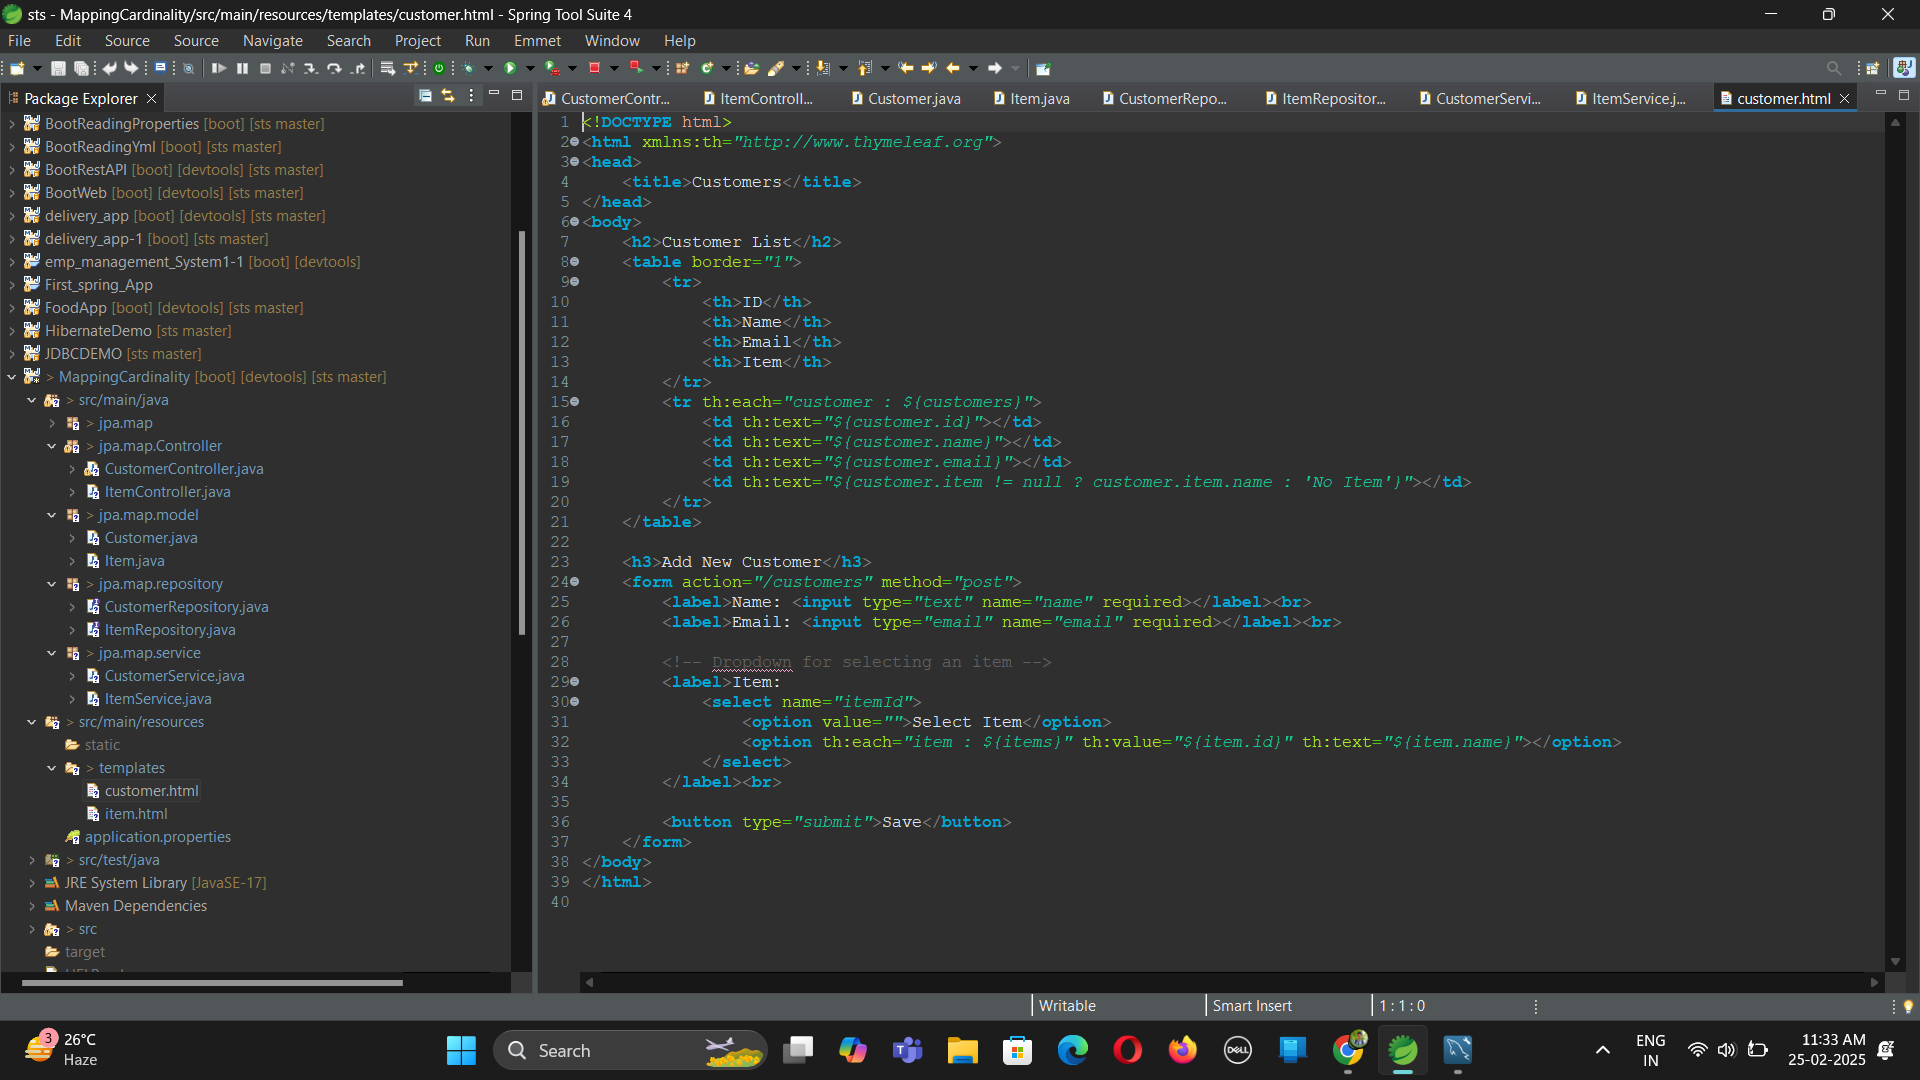 sts - MappingCardinality/src/main/resources/templates/customer.html - Spring Tool Suite 4
File Edit Source Source Navigate Search Project Run Emmet Window Help
Package Explorer
CustomerContr... ItemControll... Customer.java Item.java CustomerRepo... ItemRepositor... CustomerServi... ItemService.j... customer.html
BootReadingProperties [boot] [sts master]
BootReadingYml [boot] [sts master]
BootRestAPI [boot] [devtools] [sts master]
BootWeb [boot] [devtools] [sts master]
delivery_app [boot] [devtools] [sts master]
delivery_app-1 [boot] [sts master]
emp_management_System1-1 [boot] [devtools]
First_spring_App
FoodApp [boot] [devtools] [sts master]
HibernateDemo [sts master]
JDBCDEMO [sts master]
> MappingCardinality [boot] [devtools] [sts master]
> src/main/java
> jpa.map
> jpa.map.Controller
CustomerController.java
ItemController.java
> jpa.map.model
Customer.java
Item.java
> jpa.map.repository
CustomerRepository.java
ItemRepository.java
> jpa.map.service
CustomerService.java
ItemService.java
> src/main/resources
static
> templates
customer.html
item.html
application.properties
> src/test/java
JRE System Library [JavaSE-17]
Maven Dependencies
> src
target
1 <!DOCTYPE html>
2 <html xmlns:th="http://www.thymeleaf.org">
3 <head>
4 <title>Customers</title>
5 </head>
6 <body>
7 <h2>Customer List</h2>
8 <table border="1">
9 <tr>
10 <th>ID</th>
11 <th>Name</th>
12 <th>Email</th>
13 <th>Item</th>
14 </tr>
15 <tr th:each="customer : ${customers}">
16 <td th:text="${customer.id}"></td>
17 <td th:text="${customer.name}"></td>
18 <td th:text="${customer.email}"></td>
19 <td th:text="${customer.item != null ? customer.item.name : 'No Item'}"></td>
20 </tr>
21 </table>
22
23 <h3>Add New Customer</h3>
24 <form action="/customers" method="post">
25 <label>Name: <input type="text" name="name" required></label><br>
26 <label>Email: <input type="email" name="email" required></label><br>
27
28 <!-- Dropdown for selecting an item -->
29 <label>Item:
30 <select name="itemId">
31 <option value="">Select Item</option>
32 <option th:each="item : ${items}" th:value="${item.id}" th:text="${item.name}"></option>
33 </select>
34 </label><br>
35
36 <button type="submit">Save</button>
37 </form>
38 </body>
39 </html>
40
Writable Smart Insert 1 : 1 : 0
3
26°C
Haze
Search
DELL
ENG
IN
11:33 AM
25-02-2025